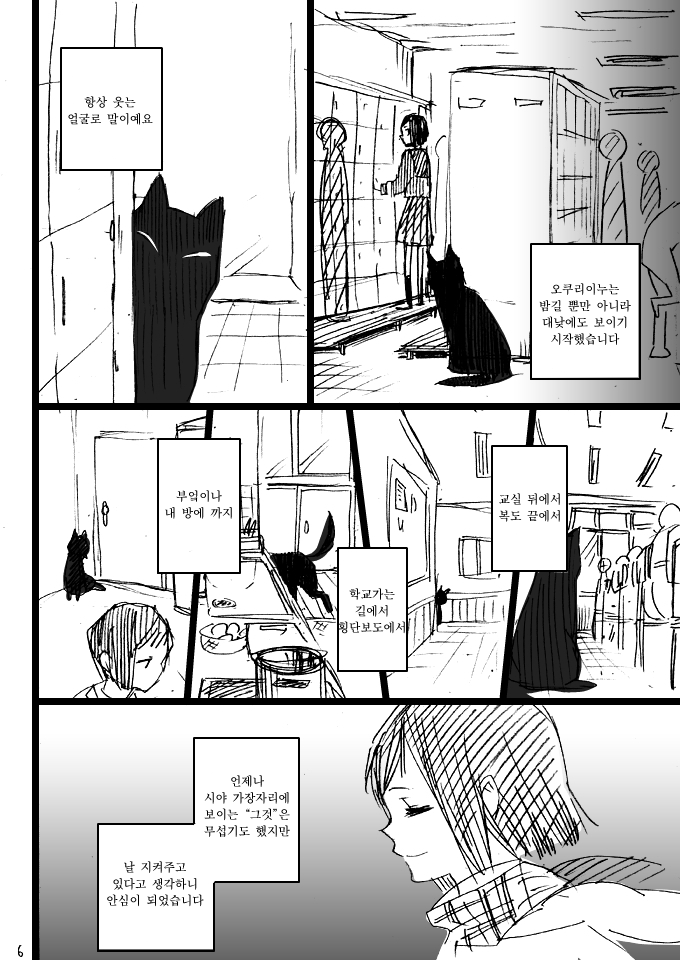 오쿠리이누는
밤길 뿐만 아니라
대낮에도 보이기
시작했습니다
항상 웃는
얼굴로 말이예요
교실 뒤에서
복도 끝에서
학교가는
길에서
횡단보도에서
부엌이나
내 방에 까지
언제나
시야 가장자리에
보이는 “그것”은
무섭기도 했지만
날 지켜주고
있다고 생각하니
안심이 되었습니다
6